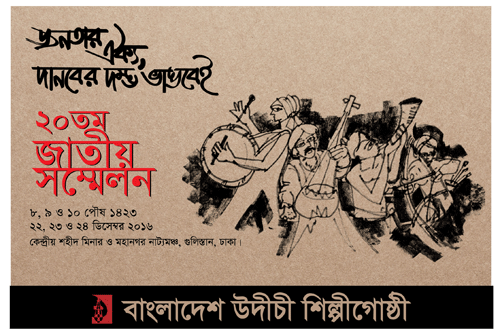 জনতার
ঐক্য,
দানবের দম্ভ ভাঙবেই
২০তম
জাতীয়
সম্মেলন
৮, ৯ ও ১০ পৌষ ১৪২৩
২২, ২৩ ও ২৪ ডিসেম্বর ২০১৬
কেন্দ্রীয় শহীদ মিনার ও মহানগর নাট্যমঞ্চ, গুলিস্তান, ঢাকা।
বাংলাদেশ উদীচী শিল্পীগোষ্ঠী